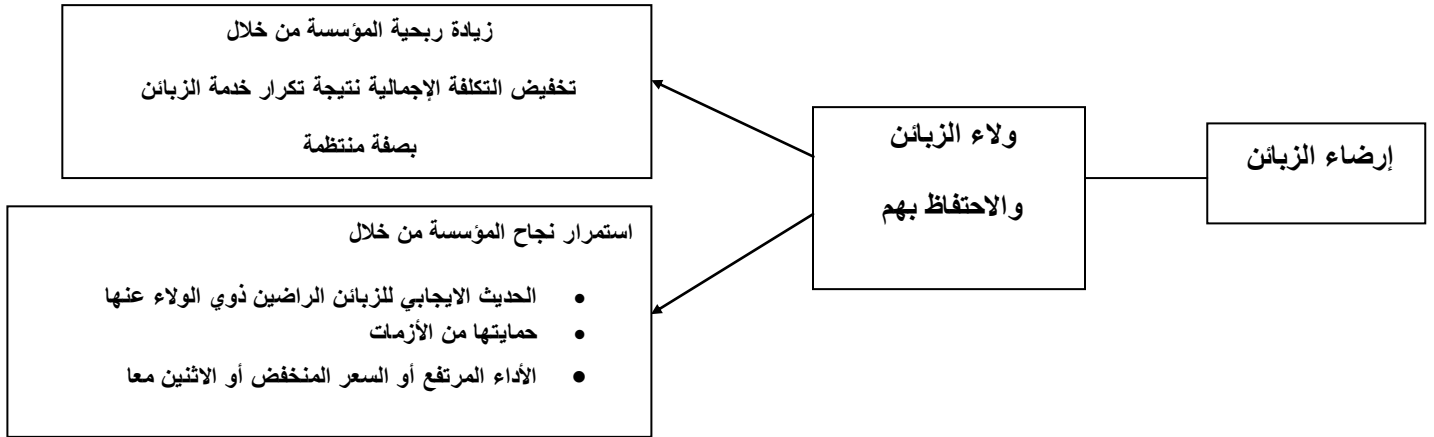 إرضاء الزبائن
ولاء الزبائن
والاحتفاظ بهم
زيادة ربحية المؤسسة من خلال
تخفيض التكلفة الإجمالية نتيجة تكرار خدمة الزبائن
بصفة منتظمة
استمرار نجاح المؤسسة من خلال
• الحديث الايجابي للزبائن الراضين ذوي الولاء عنها
• حمايتها من الأزمات
• الأداء المرتفع أو السعر المنخفض أو الاثنين معا